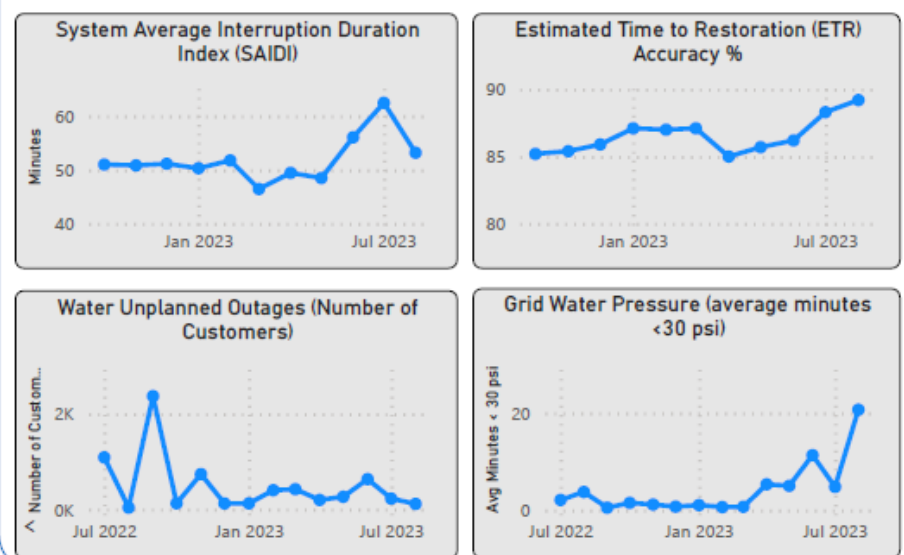 System Average Interruption Duration
Index (SAIDI)
Minutes
60
50
40
Jan 2023
Jul 2023
Estimated Time to Restoration (ETR)
Accuracy %
90
85
80
Jan 2023
Jul 2023
Water Unplanned Outages (Number of
Customers)
< Number of Custom...
2K
0K
Jul 2022
Jan 2023
Jul 2023
Grid Water Pressure (average minutes
<30 psi)
Avg Minutes < 30 psi
20
0
Jul 2022
Jan 2023
Jul 2023